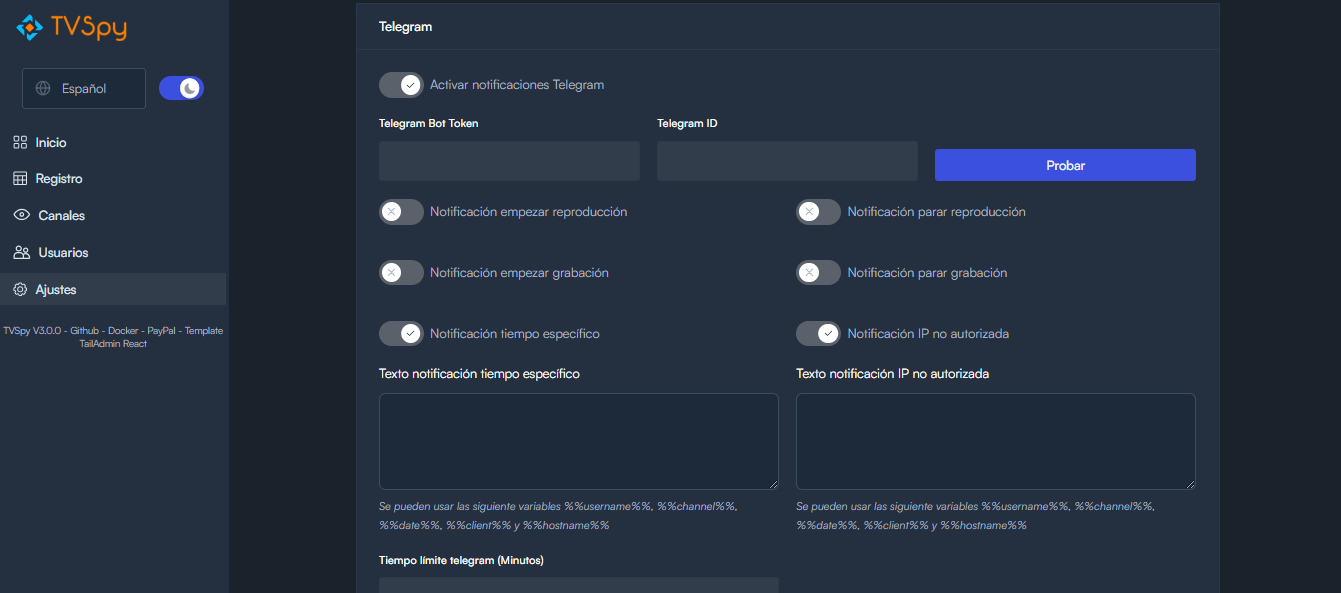 TVSpy
Español
Inicio
Registro
Canales
Usuarios
Ajustes
TVSpy V3.0.0 - Github - Docker - PayPal - Template
TailAdmin React
Telegram
Activar notificaciones Telegram
Telegram Bot Token
Telegram ID
Probar
Notificación empezar reproducción
Notificación parar reproducción
Notificación empezar grabación
Notificación parar grabación
Notificación tiempo específico
Notificación IP no autorizada
Texto notificación tiempo específico
Texto notificación IP no autorizada
Se pueden usar las siguiente variables %%username%%, %%channel%%,
%%date%%, %%client%% y %%hostname%%
Se pueden usar las siguiente variables %%username%%, %%channel%%,
%%date%%, %%client%% y %%hostname%%
Tiempo límite telegram (Minutos)